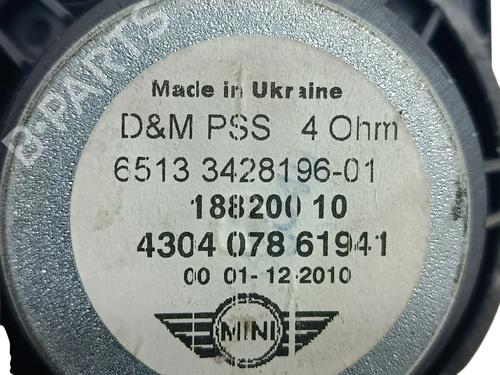 B-PARTS
Made in Ukraine
D&M PSS 4 Ohm
6513 3428196-01
1882001 10
4304 078 61941
00 01-12-2010
MINI